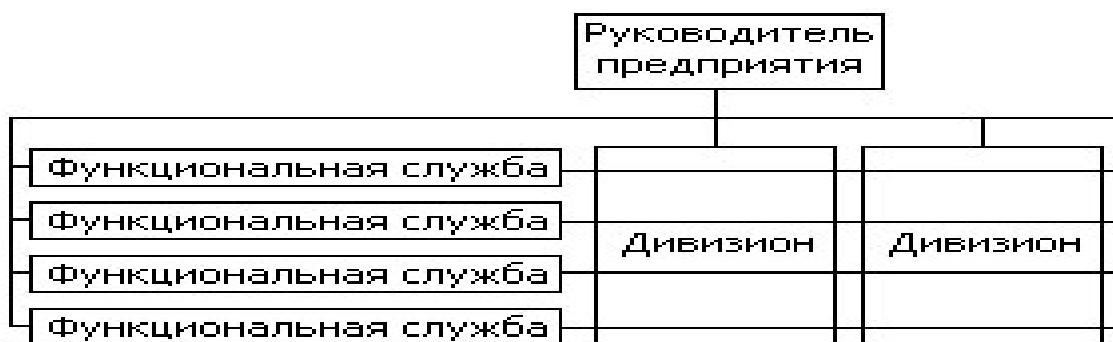 Руководитель
предприятия
Функциональная служба
Функциональная служба
Дивизион
Дивизион
Функциональная служба
Функциональная служба